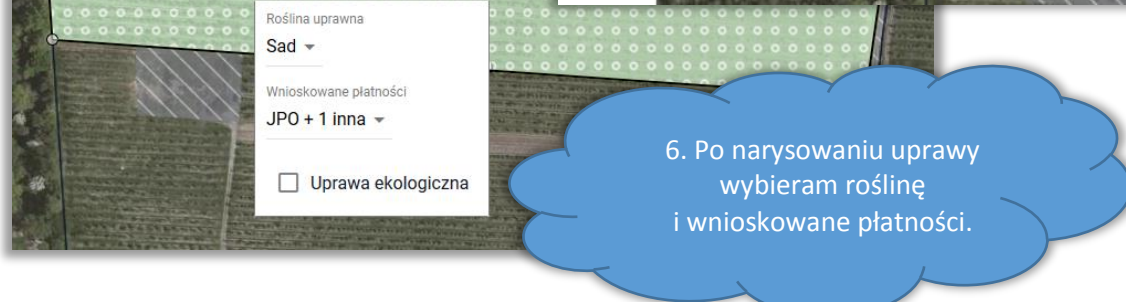 Roślina uprawna
Sad
Wnioskowane płatności
JPO + 1 inna
Uprawa ekologiczna
6. Po narysowaniu uprawy
wybieram roślinę
i wnioskowane płatności.